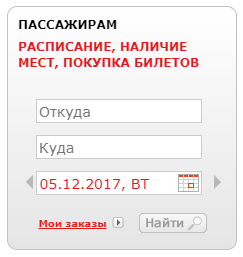 ПАССАЖИРАМ
РАСПИСАНИЕ, НАЛИЧИЕ
МЕСТ, ПОКУПКА БИЛЕТОВ
Откуда
Куда
05.12.2017, ВТ
Мои заказы Найти